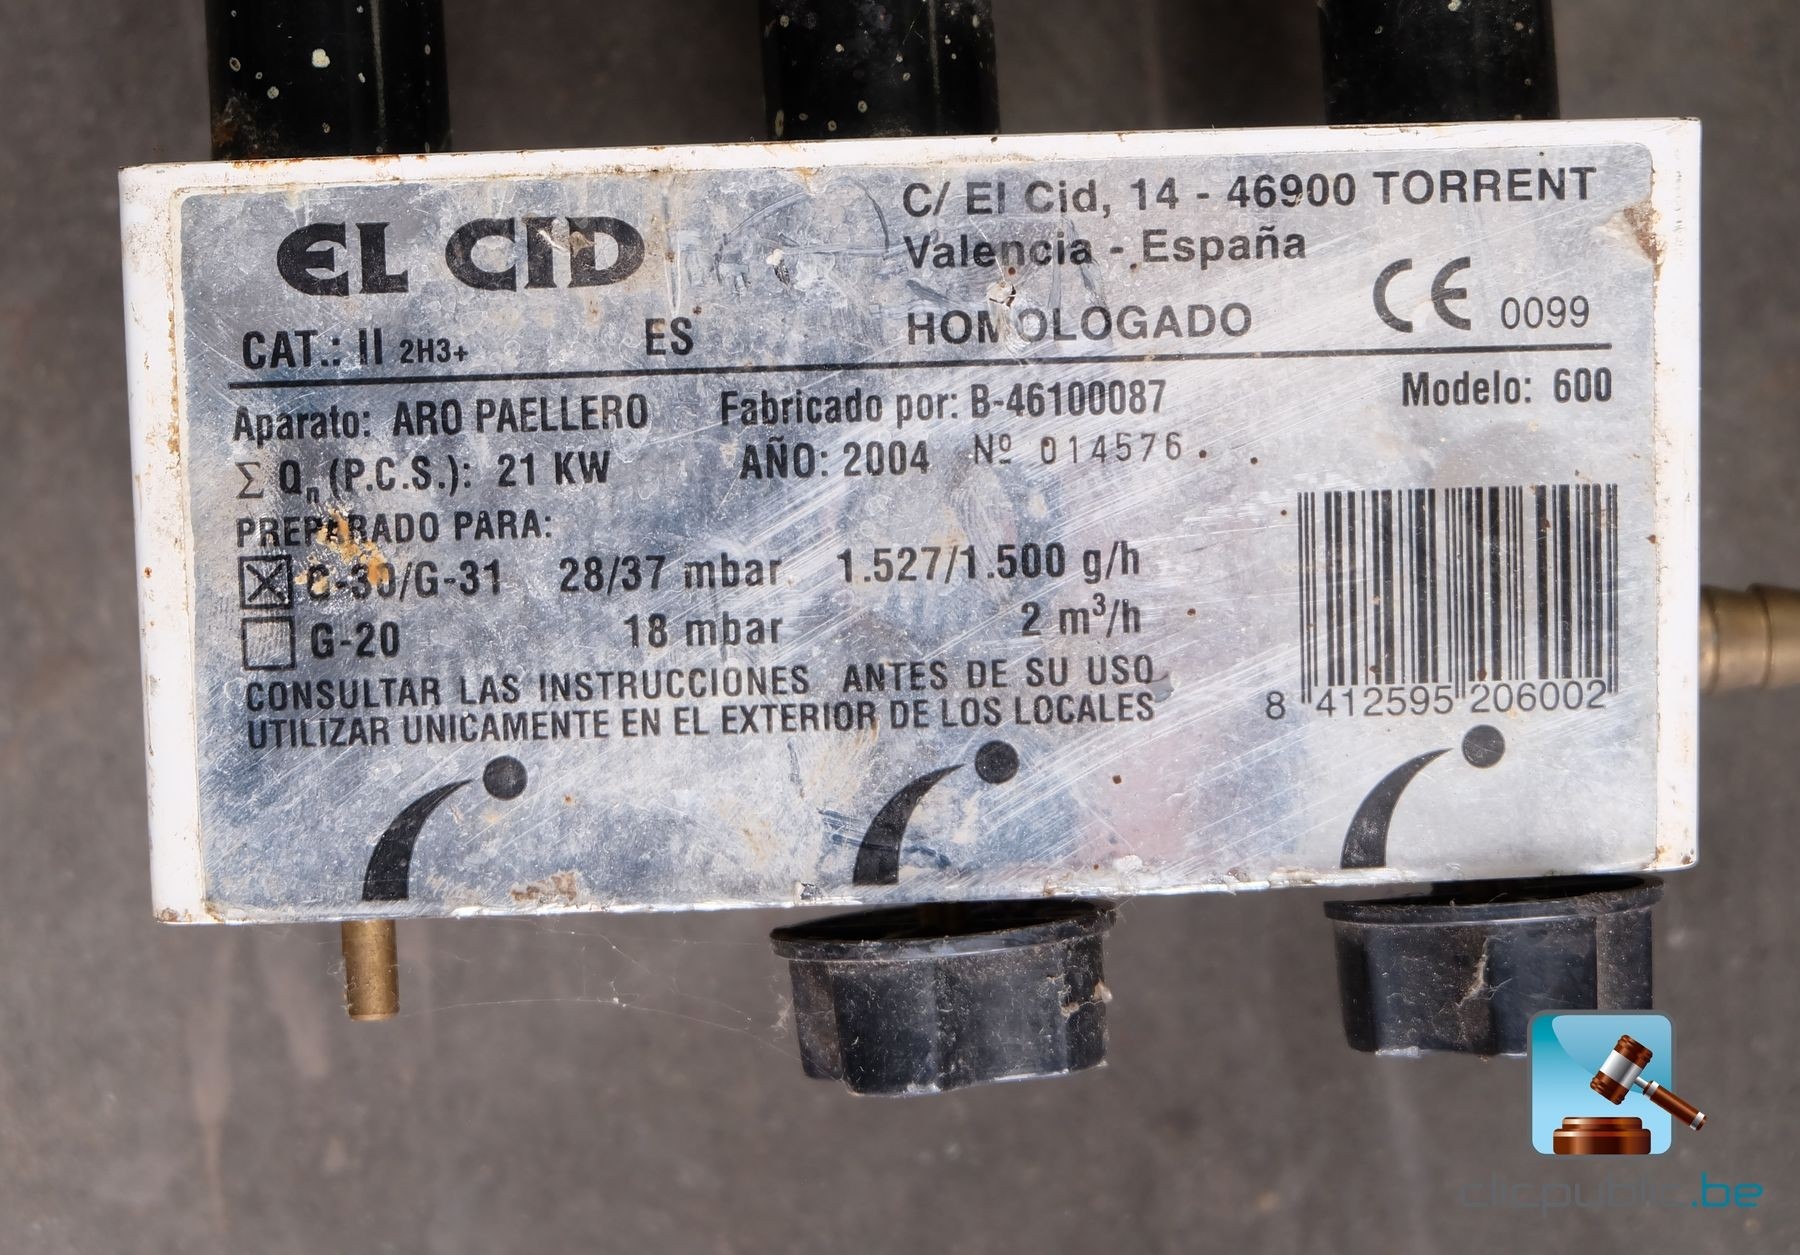 EL CID
C/ El Cid, 14 - 46900 TORRENT
Valencia - España
CAT.: II 2H3+ ES HOMOLOGADO CE 0099
Aparato: ARO PAELLERO Fabricado por: B-46100087 Modelo: 600
Σ Qn (P.C.S.): 21 KW AÑO: 2004 Nº 014576
PREPARADO PARA:
G-30/G-31 28/37 mbar 1.527/1.500 g/h
G-20 18 mbar 2 m³/h
CONSULTAR LAS INSTRUCCIONES ANTES DE SU USO
UTILIZAR UNICAMENTE EN EL EXTERIOR DE LOS LOCALES
8 412595 206002
clicpublic.be